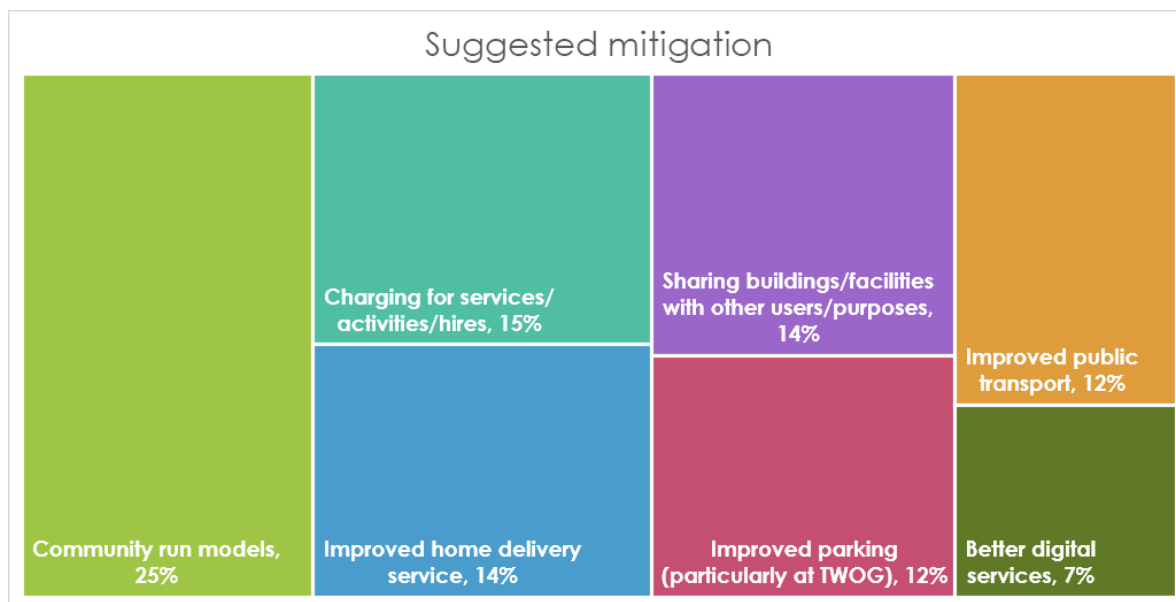 Suggested mitigation
Community run models,
25%
Charging for services/
activities/hires, 15%
Improved home delivery
service, 14%
Sharing buildings/facilities
with other users/purposes,
14%
Improved parking
(particularly at TWOG), 12%
Improved public
transport, 12%
Better digital
services, 7%